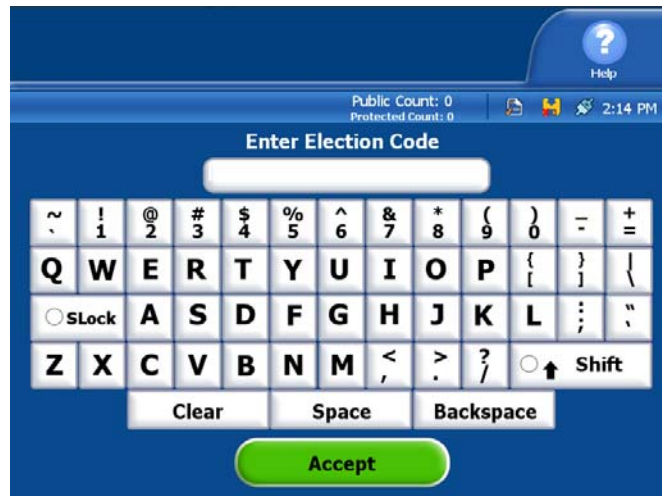 ?
Help
Public Count: 0
Protected Count: 0
2:14 PM
Enter Election Code
~ ! @ # $ % ^ & * ( ) _ +
` 1 2 3 4 5 6 7 8 9 0 - =
Q W E R T Y U I O P { } |
[ ] \
SLock A S D F G H J K L : "
; '
Z X C V B N M < > ? Shift
, . /
Clear Space Backspace
Accept